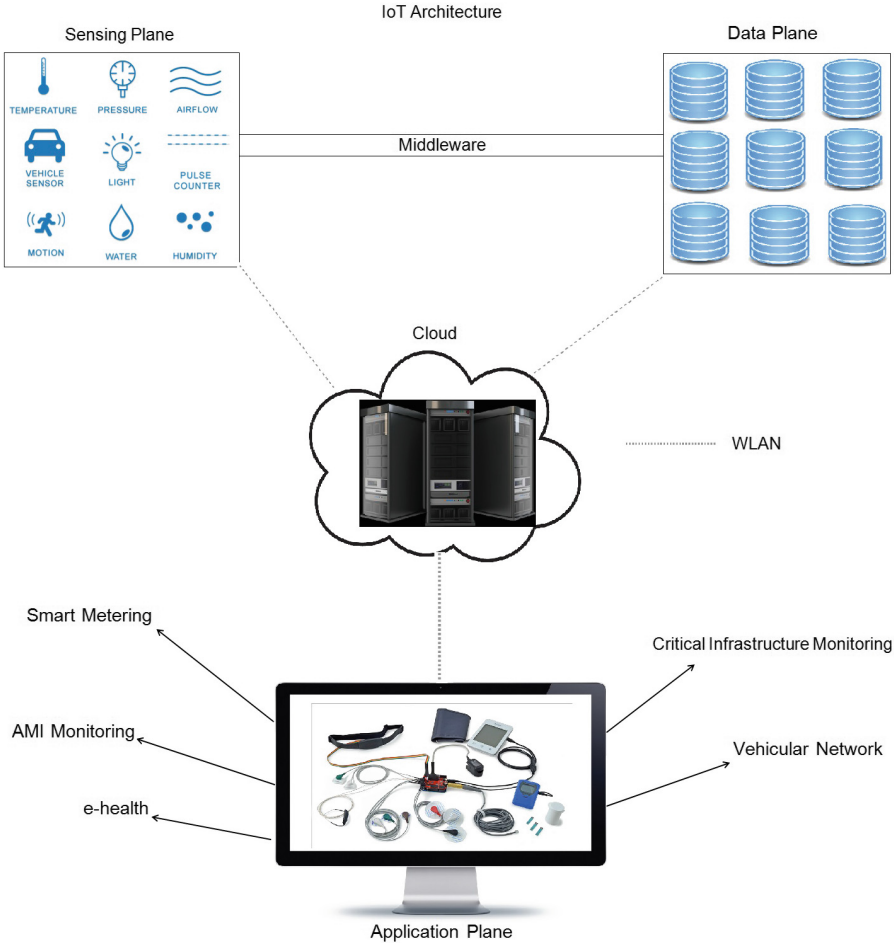 IoT Architecture
Sensing Plane
Data Plane
TEMPERATURE
PRESSURE
AIRFLOW
Middleware
VEHICLE
SENSOR
LIGHT
PULSE
COUNTER
MOTION
WATER
HUMIDITY
Cloud
WLAN
Smart Metering
Critical Infrastructure Monitoring
AMI Monitoring
Vehicular Network
e-health
Application Plane